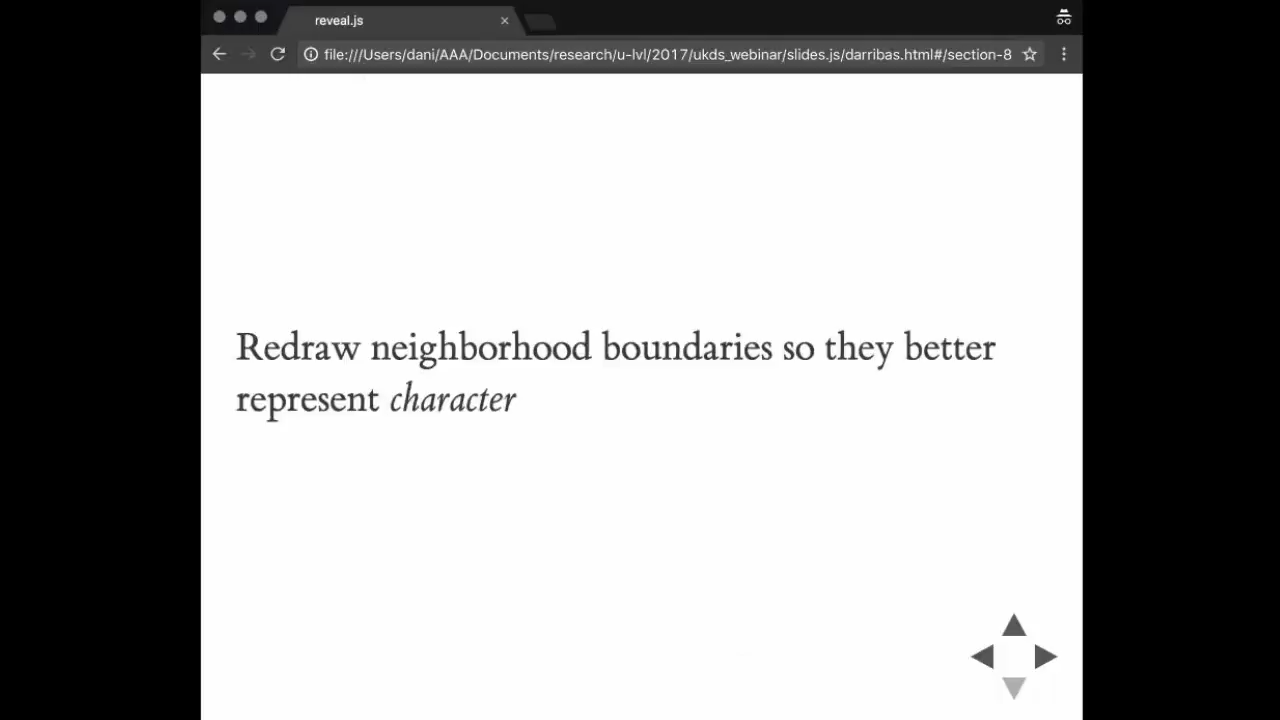 reveal.js
file:///Users/dani/AAA/Documents/research/u-lvl/2017/ukds_webinar/slides.js/darribas.html#/section-8
Redraw neighborhood boundaries so they better
represent character